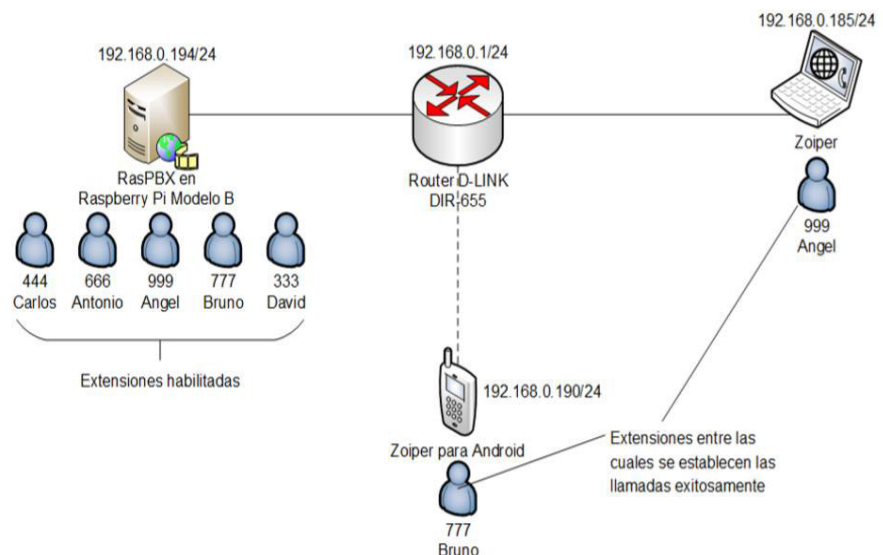 192.168.0.194/24
192.168.0.1/24
192.168.0.185/24
RasPBX en
Raspberry Pi Modelo B
Router D-LINK
DIR-655
Zoiper
999
Angel
444
Carlos
666
Antonio
999
Angel
777
Bruno
333
David
Extensiones habilitadas
192.168.0.190/24
Zoiper para Android
777
Bruno
Extensiones entre las
cuales se establecen las
llamadas exitosamente